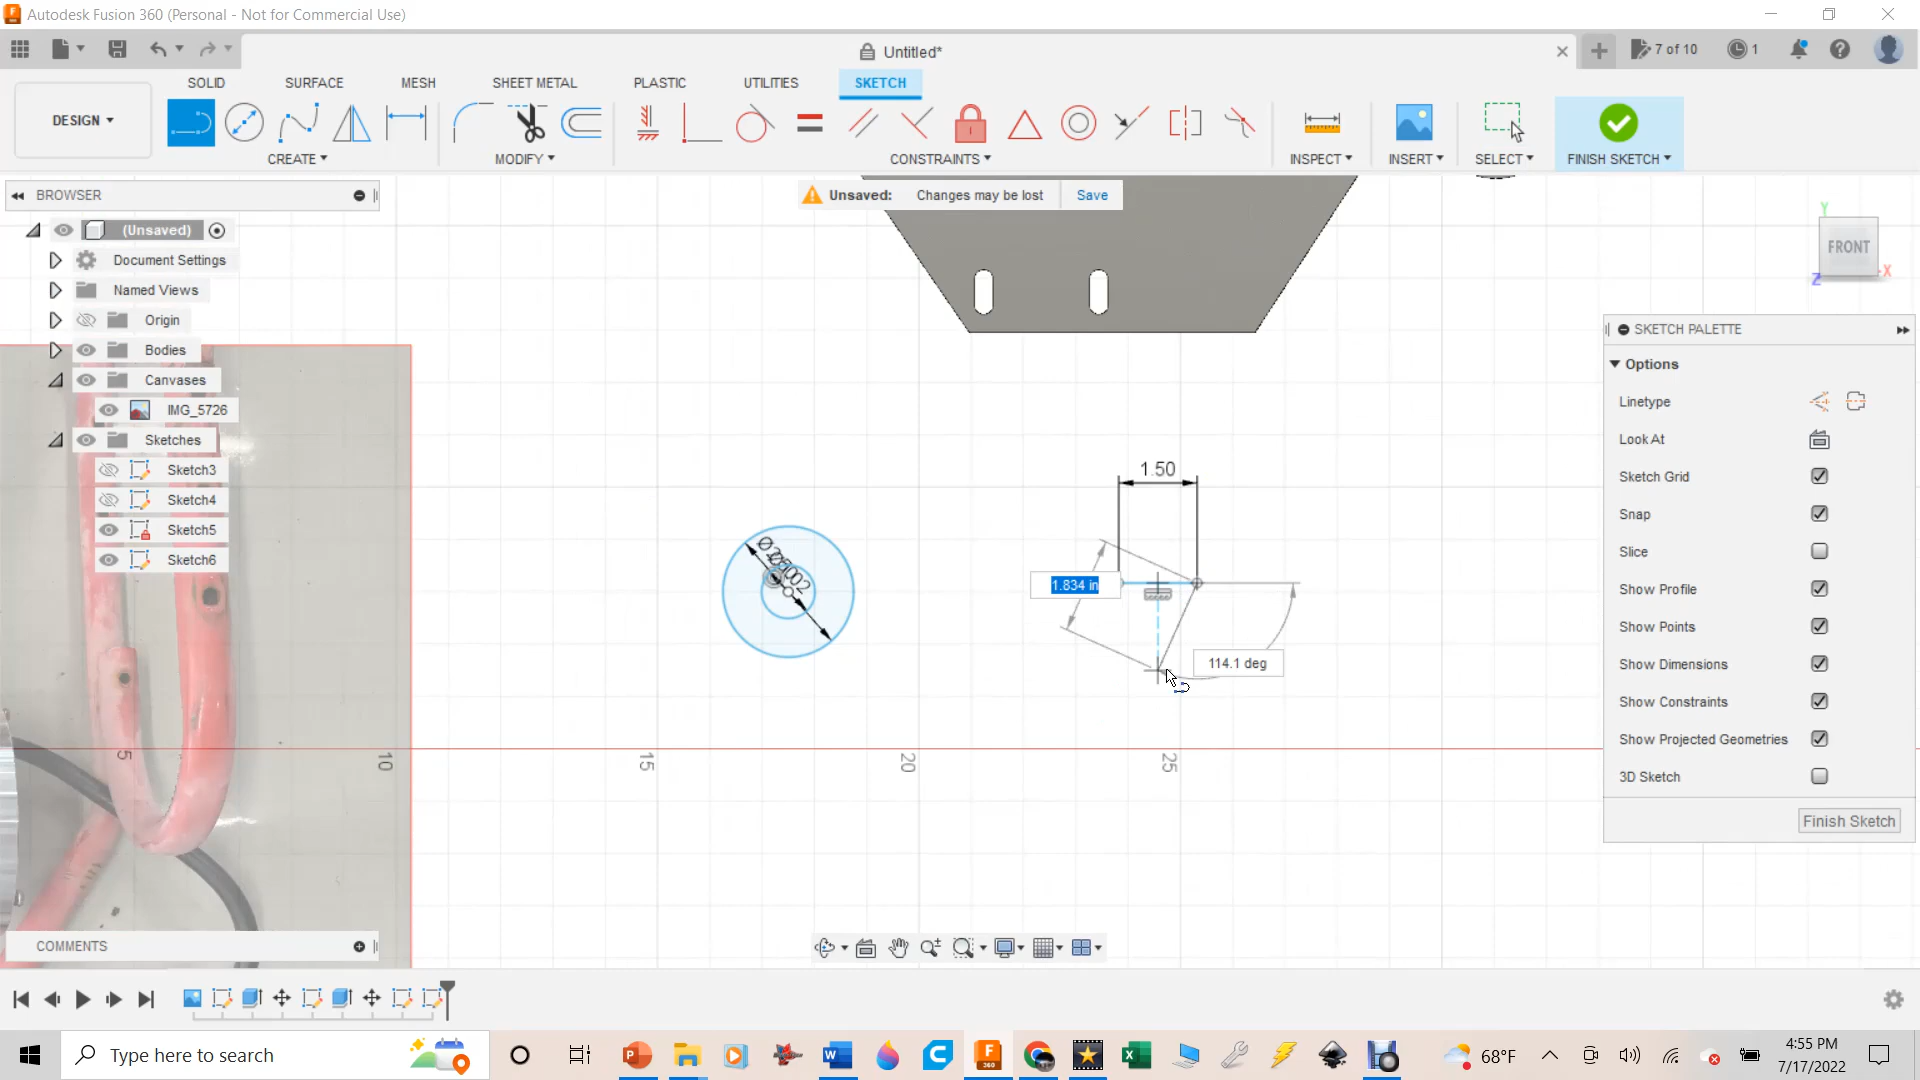 Autodesk Fusion 360 (Personal - Not for Commercial Use)
Untitled*
7 of 10
1
SOLID SURFACE MESH SHEET METAL PLASTIC UTILITIES SKETCH
DESIGN
CREATE MODIFY CONSTRAINTS INSPECT INSERT SELECT FINISH SKETCH
BROWSER
Unsaved: Changes may be lost Save
(Unsaved)
Document Settings
Named Views
Origin
Bodies
Canvases
IMG_5726
Sketches
Sketch3
Sketch4
Sketch5
Sketch6
Y
FRONT
X
Z
SKETCH PALETTE
Options
Linetype
Look At
Sketch Grid
Snap
Slice
Show Profile
Show Points
Show Dimensions
Show Constraints
Show Projected Geometries
3D Sketch
Finish Sketch
1.50
1.834 in
114.1 deg
5
10
15
20
25
COMMENTS
Type here to search
68°F
4:55 PM
7/17/2022